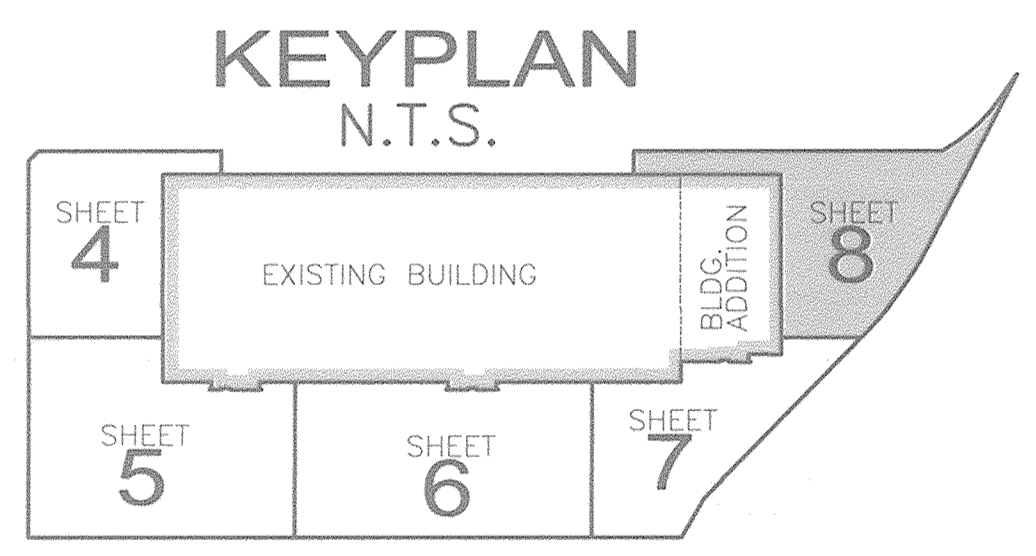 KEYPLAN
N.T.S.
SHEET
4
EXISTING BUILDING
BLDG.
ADDITION
SHEET
8
SHEET
5
SHEET
6
SHEET
7